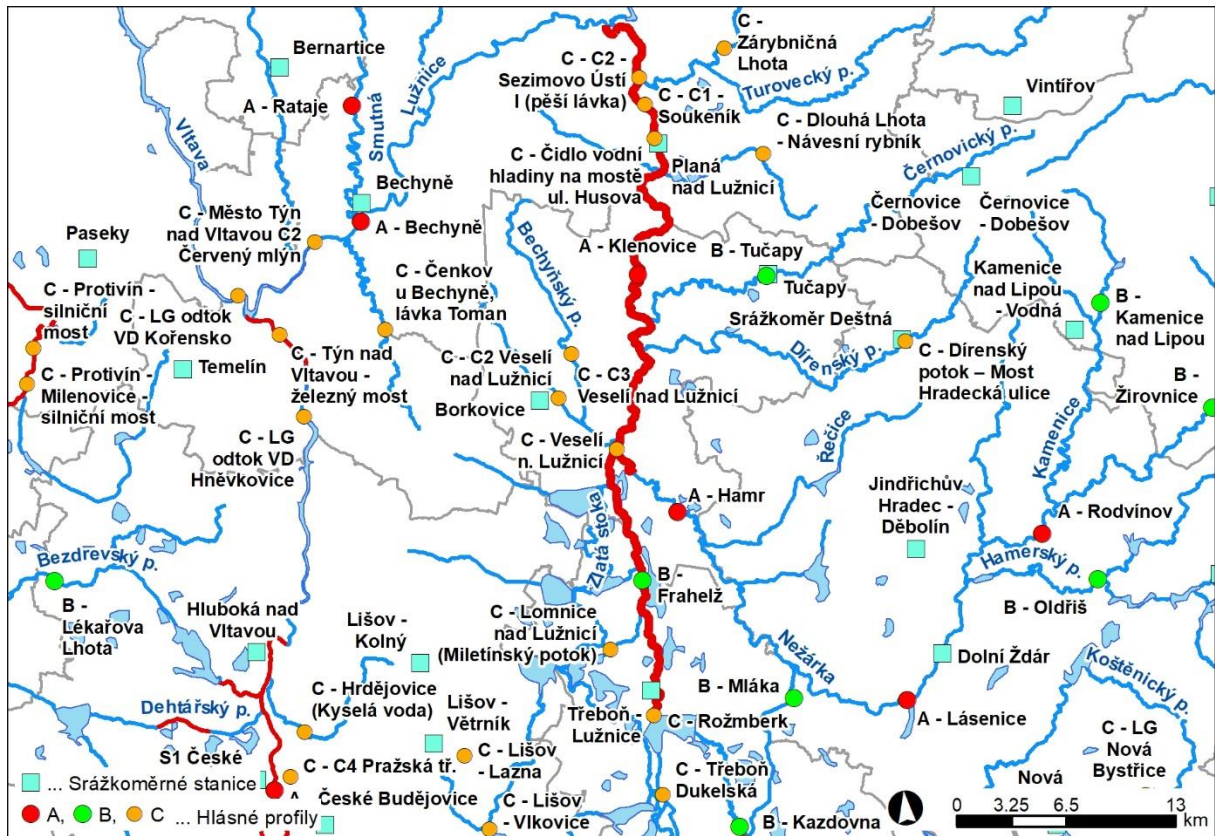 C -
Zárybničná
Lhota
Bernartice
C - C2 -
Sezimovo Ústí
I (pěší lávka)
Turovecký p.
Vintířov
A - Rataje
Smutná
Lužnice
Vltava
C - C1 -
Soukeník
C - Dlouhá Lhota
- Návesní rybník
Černovický p.
C - Čidlo vodní
hladiny na mostě
ul. Husova
Planá
nad Lužnicí
Bechyně
A - Bechyně
C - Město Týn
nad Vltavou C2
Červený mlýn
Paseky
Černovice
- Dobešov
Černovice
- Dobešov
Bechyňský p.
A - Klenovice
B - Tučapy
Tučapy
C - Čenkov
u Bechyně,
lávka Toman
Kamenice
nad Lipou
- Vodná
C - Protivín -
silniční
most
C - LG odtok
VD Kořensko
Srážkoměr Deštná
B -
Kamenice
nad Lipou
Temelín
C - Týn nad
Vltavou -
železný most
C - C2 Veselí
nad Lužnicí
Dírenský p.
C - Dírenský
potok – Most
Hradecká ulice
C - Protivín -
Milenovice -
silniční most
C - C3
Veselí nad Lužnicí
Borkovice
B -
Žirovnice
C - LG
odtok VD
Hněvkovice
C - Veselí
n. Lužnicí
Řečice
Kamenice
A - Hamr
Jindřichův
Hradec -
Děbolín
A - Rodvínov
Zlatá stoka
Bezdřevský p.
Hamerský p.
B -
Frahelž
B - Oldřiš
B -
Lékařova
Lhota
Hluboká nad
Vltavou
Lišov -
Kolný
C - Lomnice
nad Lužnicí
(Miletínský potok)
Nežárka
Dolní Žďár
Koštěnický p.
B - Mláka
Dehtářský p.
C - Hrdějovice
(Kyselá voda)
Lišov -
Větrník
Třeboň -
Lužnice
C - Rožmberk
A - Lásenice
C - LG
Nová
Bystřice
S1 České
C - Lišov
- Lazna
C - C4 Pražská tř.
C - Třeboň
Dukelská
Nová
... Srážkoměrné stanice
České Budějovice
C - Lišov
- Vlkovice
B - Kazdovna
A, B, C ... Hlásné profily
0 3.25 6.5 13
km